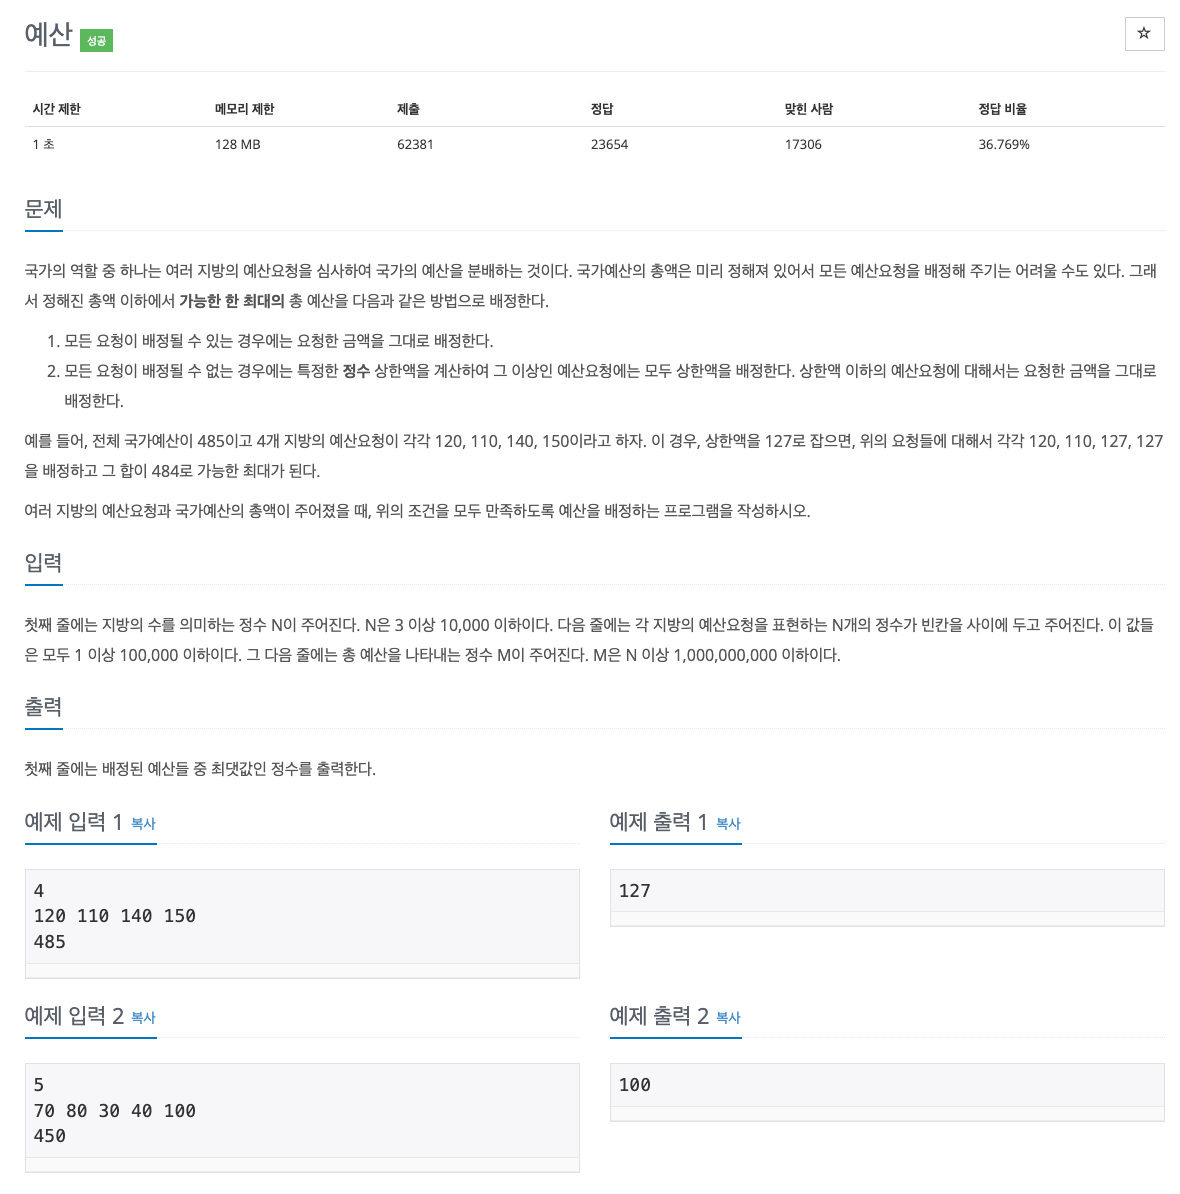 예산 성공
☆
시간 제한 메모리 제한 제출 정답 맞힌 사람 정답 비율
1 초 128 MB 62381 23654 17306 36.769%
문제
국가의 역할 중 하나는 여러 지방의 예산요청을 심사하여 국가의 예산을 분배하는 것이다. 국가예산의 총액은 미리 정해져 있어서 모든 예산요청을 배정해 주기는 어려울 수도 있다. 그래
서 정해진 총액 이하에서 가능한 한 최대의 총 예산을 다음과 같은 방법으로 배정한다.
1. 모든 요청이 배정될 수 있는 경우에는 요청한 금액을 그대로 배정한다.
2. 모든 요청이 배정될 수 없는 경우에는 특정한 정수 상한액을 계산하여 그 이상인 예산요청에는 모두 상한액을 배정한다. 상한액 이하의 예산요청에 대해서는 요청한 금액을 그대로
배정한다.
예를 들어, 전체 국가예산이 485이고 4개 지방의 예산요청이 각각 120, 110, 140, 150이라고 하자. 이 경우, 상한액을 127로 잡으면, 위의 요청들에 대해서 각각 120, 110, 127, 127
을 배정하고 그 합이 484로 가능한 최대가 된다.
여러 지방의 예산요청과 국가예산의 총액이 주어졌을 때, 위의 조건을 모두 만족하도록 예산을 배정하는 프로그램을 작성하시오.
입력
첫째 줄에는 지방의 수를 의미하는 정수 N이 주어진다. N은 3 이상 10,000 이하이다. 다음 줄에는 각 지방의 예산요청을 표현하는 N개의 정수가 빈칸을 사이에 두고 주어진다. 이 값들
은 모두 1 이상 100,000 이하이다. 그 다음 줄에는 총 예산을 나타내는 정수 M이 주어진다. M은 N 이상 1,000,000,000 이하이다.
출력
첫째 줄에는 배정된 예산들 중 최댓값인 정수를 출력한다.
예제 입력 1 복사
4
120 110 140 150
485
예제 출력 1 복사
127
예제 입력 2 복사
5
70 80 30 40 100
450
예제 출력 2 복사
100